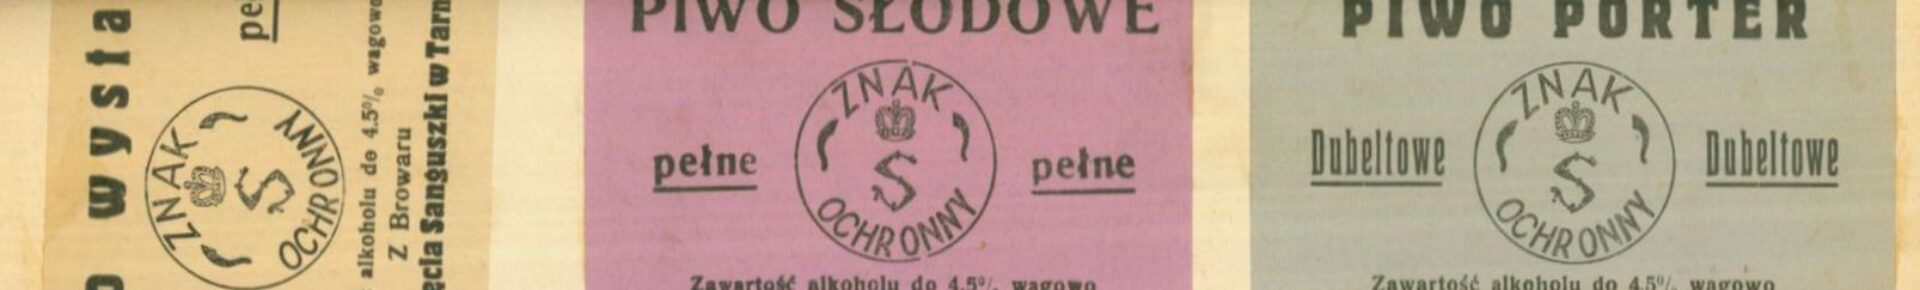 wysta
pe
ZNAK
S
OCHRONNY
alkoholu do 4.5% wagowo
Z Browaru
Sanguszki w Tarn
PIWO SŁODOWE
pełne
ZNAK
S
OCHRONNY
pełne
Zawartość alkoholu do 4.5% wagowo
PIWO PORTER
Dubeltowe
ZNAK
S
OCHRONNY
Dubeltowe
Zawartość alkoholu do 4.5% wagowo